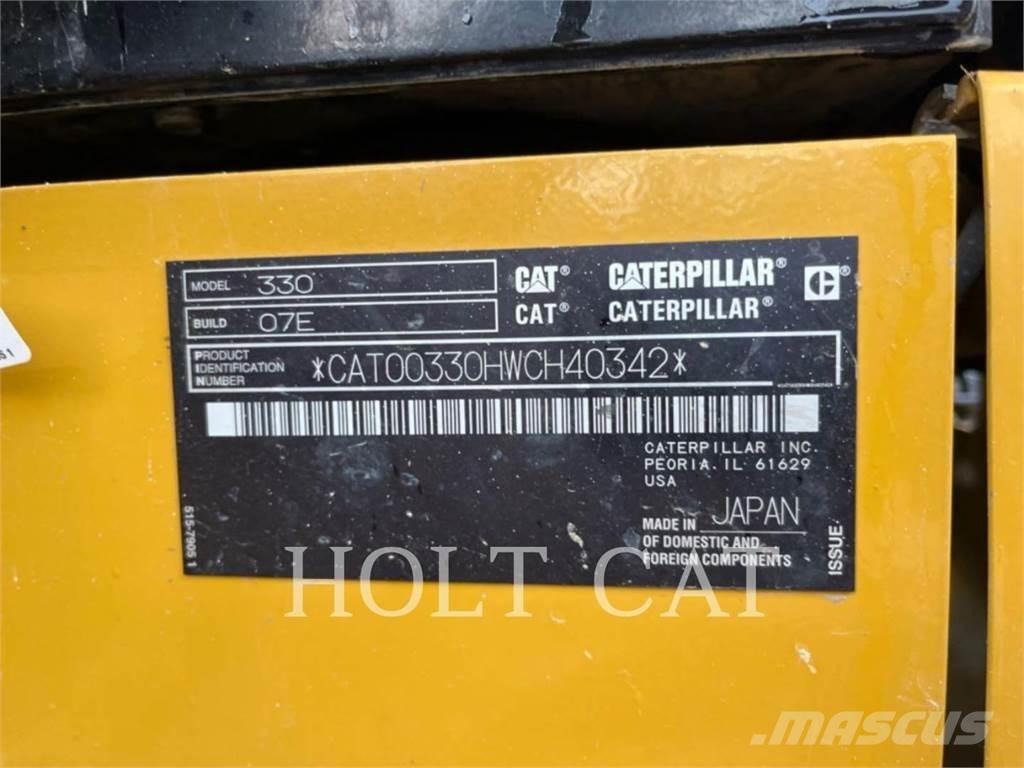 MODEL 330
CAT® CATERPILLAR® C®
BUILD 07E
CAT® CATERPILLAR®
PRODUCT
IDENTIFICATION
NUMBER
*CAT00330HWCH40342*
CATERPILLAR INC.
PEORIA, IL 61629
USA
MADE IN JAPAN
OF DOMESTIC AND
FOREIGN COMPONENTS
ISSUE
515-7905 1
HOLT CAT
MASCUS